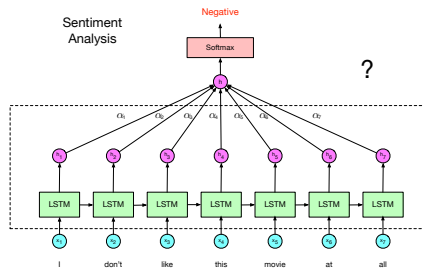 Negative
Sentiment
Analysis
Softmax
?
h
α₁ α₂ α₃ α₄ α₅ α₆ α₇
h₁ h₂ h₃ h₄ h₅ h₆ h₇
LSTM LSTM LSTM LSTM LSTM LSTM LSTM
x₁ x₂ x₃ x₄ x₅ x₆ x₇
I don't like this movie at all